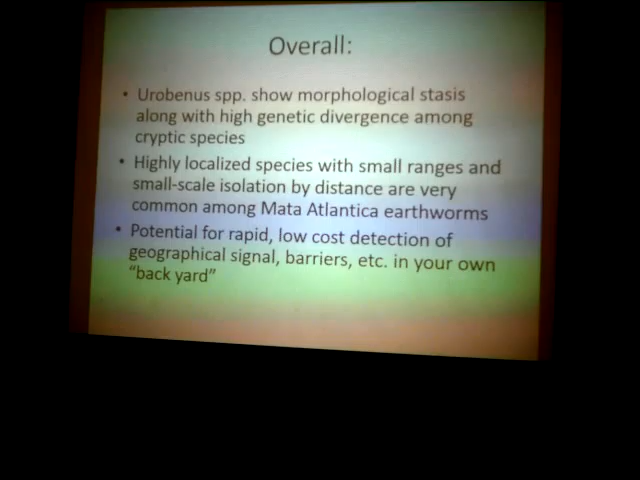 Overall:
• Urobenus spp. show morphological stasis
along with high genetic divergence among
cryptic species
• Highly localized species with small ranges and
small-scale isolation by distance are very
common among Mata Atlantica earthworms
• Potential for rapid, low cost detection of
geographical signal, barriers, etc. in your own
“back yard”